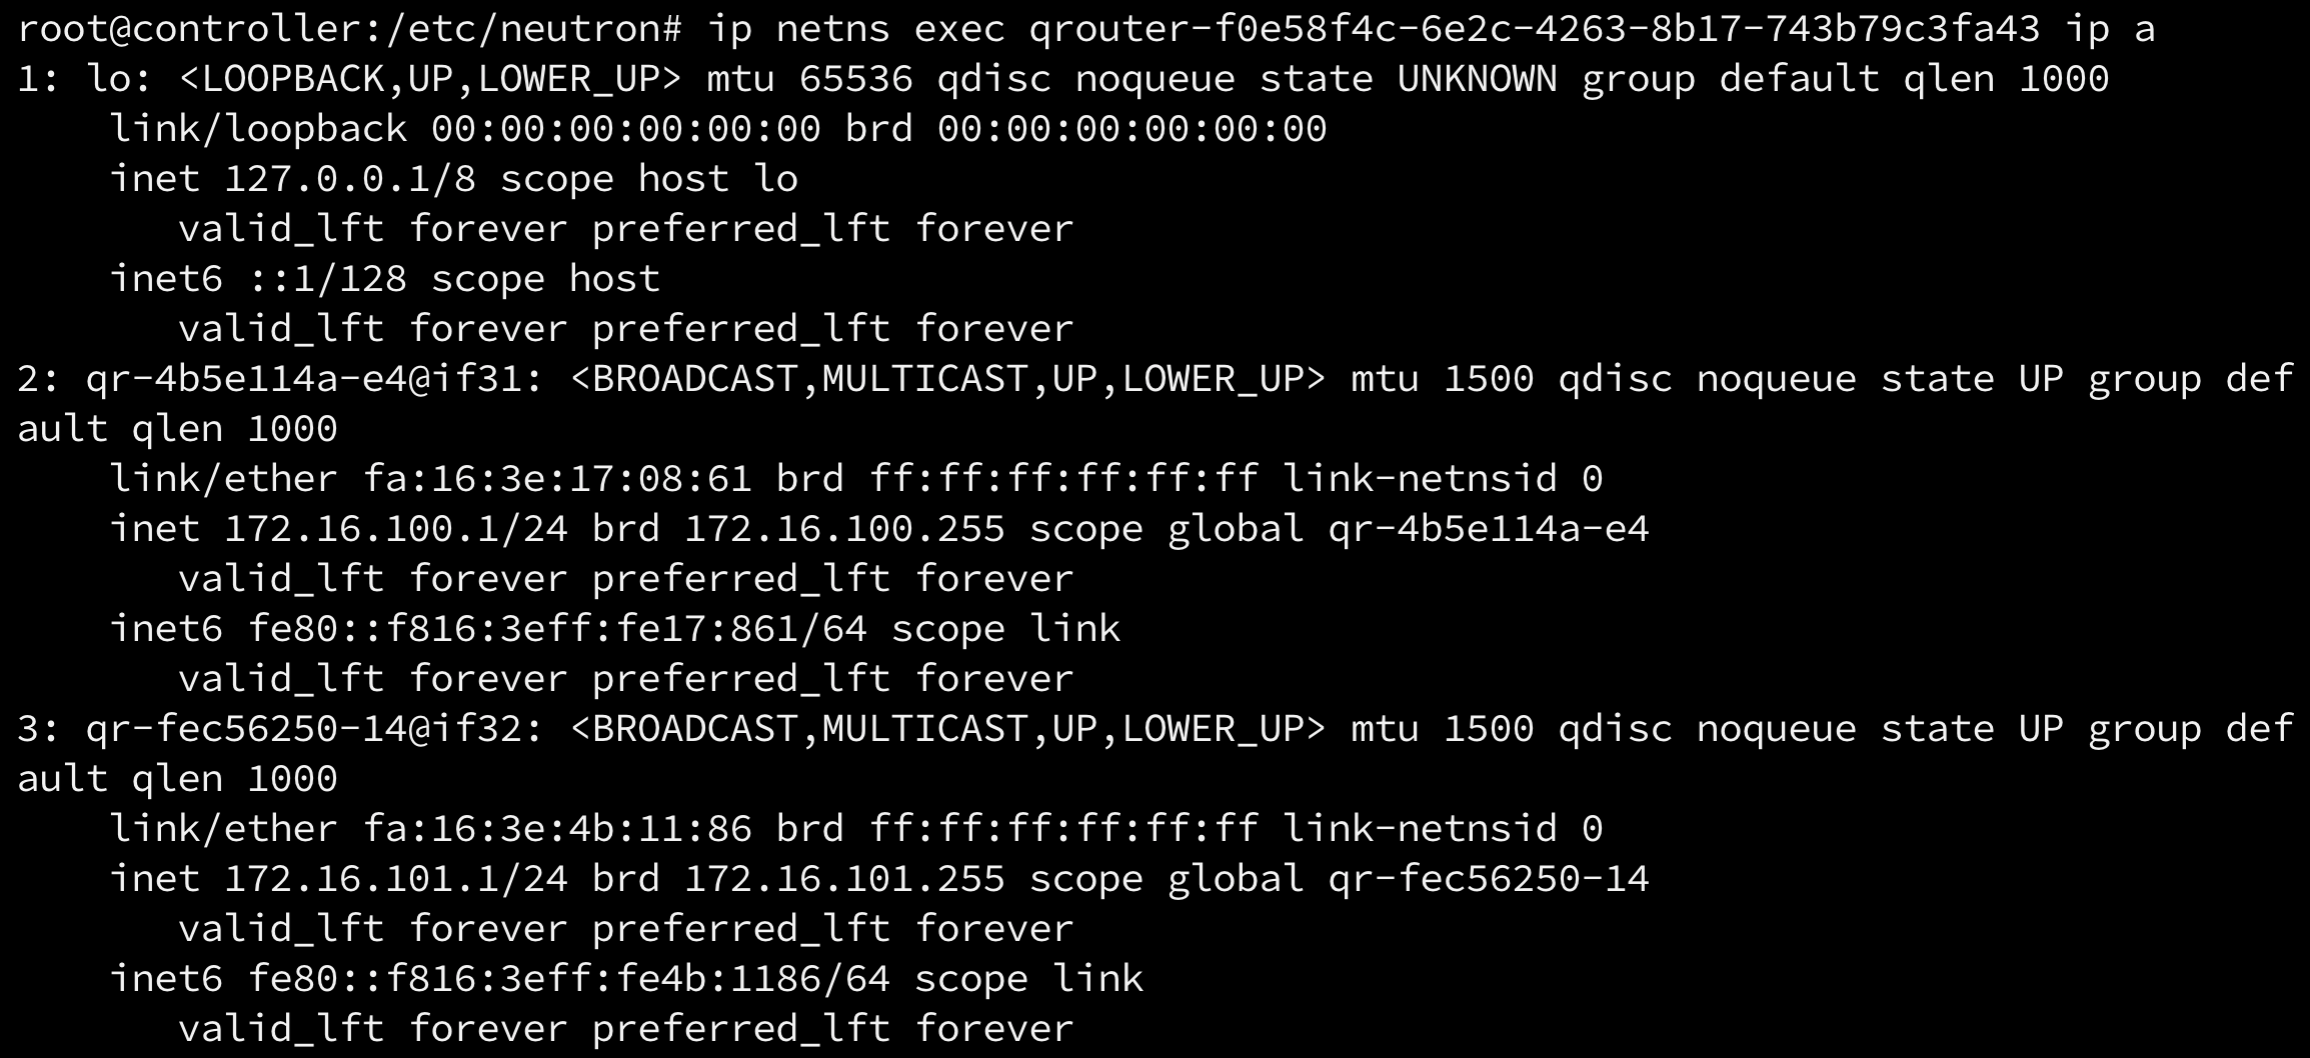 root@controller:/etc/neutron# ip netns exec qrouter-f0e58f4c-6e2c-4263-8b17-743b79c3fa43 ip a
1: lo: <LOOPBACK,UP,LOWER_UP> mtu 65536 qdisc noqueue state UNKNOWN group default qlen 1000
    link/loopback 00:00:00:00:00:00 brd 00:00:00:00:00:00
    inet 127.0.0.1/8 scope host lo
       valid_lft forever preferred_lft forever
    inet6 ::1/128 scope host
       valid_lft forever preferred_lft forever
2: qr-4b5e114a-e4@if31: <BROADCAST,MULTICAST,UP,LOWER_UP> mtu 1500 qdisc noqueue state UP group def
ault qlen 1000
    link/ether fa:16:3e:17:08:61 brd ff:ff:ff:ff:ff:ff link-netnsid 0
    inet 172.16.100.1/24 brd 172.16.100.255 scope global qr-4b5e114a-e4
       valid_lft forever preferred_lft forever
    inet6 fe80::f816:3eff:fe17:861/64 scope link
       valid_lft forever preferred_lft forever
3: qr-fec56250-14@if32: <BROADCAST,MULTICAST,UP,LOWER_UP> mtu 1500 qdisc noqueue state UP group def
ault qlen 1000
    link/ether fa:16:3e:4b:11:86 brd ff:ff:ff:ff:ff:ff link-netnsid 0
    inet 172.16.101.1/24 brd 172.16.101.255 scope global qr-fec56250-14
       valid_lft forever preferred_lft forever
    inet6 fe80::f816:3eff:fe4b:1186/64 scope link
       valid_lft forever preferred_lft forever